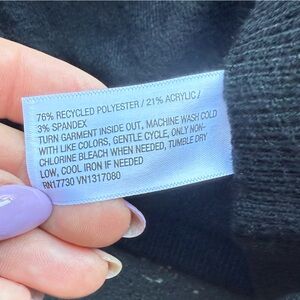 76% RECYCLED POLYESTER / 21% ACRYLIC /
3% SPANDEX
TURN GARMENT INSIDE OUT, MACHINE WASH COLD
WITH LIKE COLORS, GENTLE CYCLE, ONLY NON-
CHLORINE BLEACH WHEN NEEDED, TUMBLE DRY
LOW, COOL IRON IF NEEDED
RN17730 VN1317080